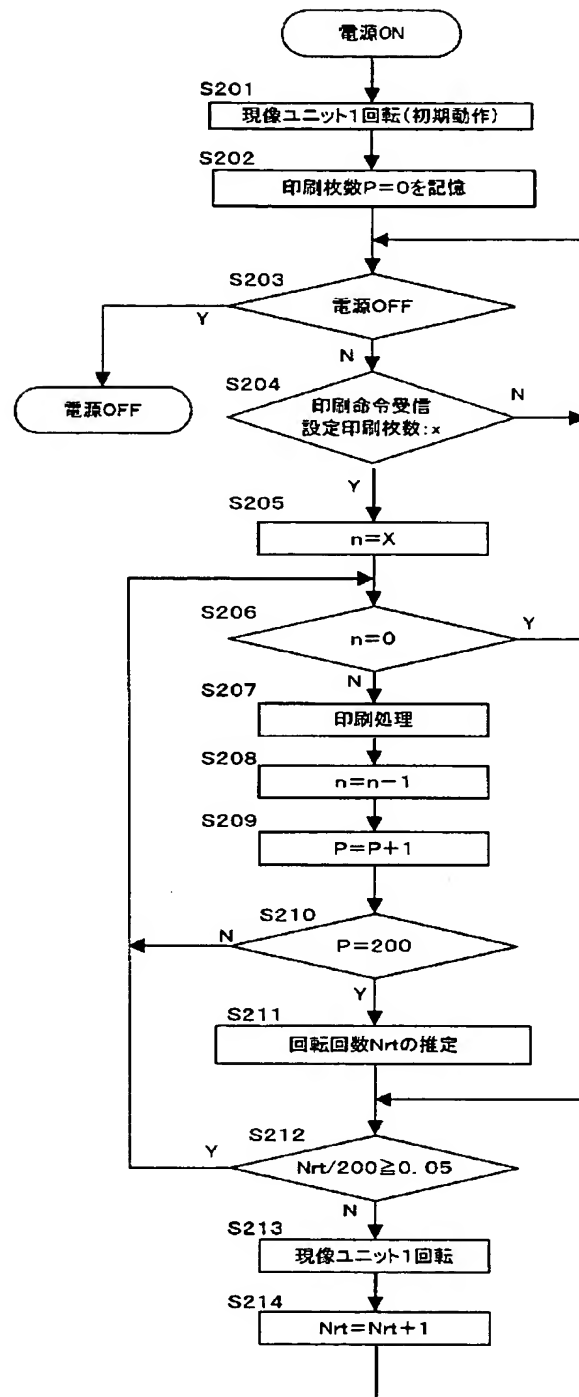 電源ON
S201
現像ユニット1回転(初期動作)
S202
印刷枚数P=0を記憶
S203
電源OFF
Y
N
電源OFF
S204
印刷命令受信
設定印刷枚数:x
N
Y
S205
n=X
S206
n=0
Y
N
S207
印刷処理
S208
n=n-1
S209
P=P+1
S210
P=200
N
Y
S211
回転回数Nrtの推定
S212
Nrt/200≧0.05
Y
N
S213
現像ユニット1回転
S214
Nrt=Nrt+1